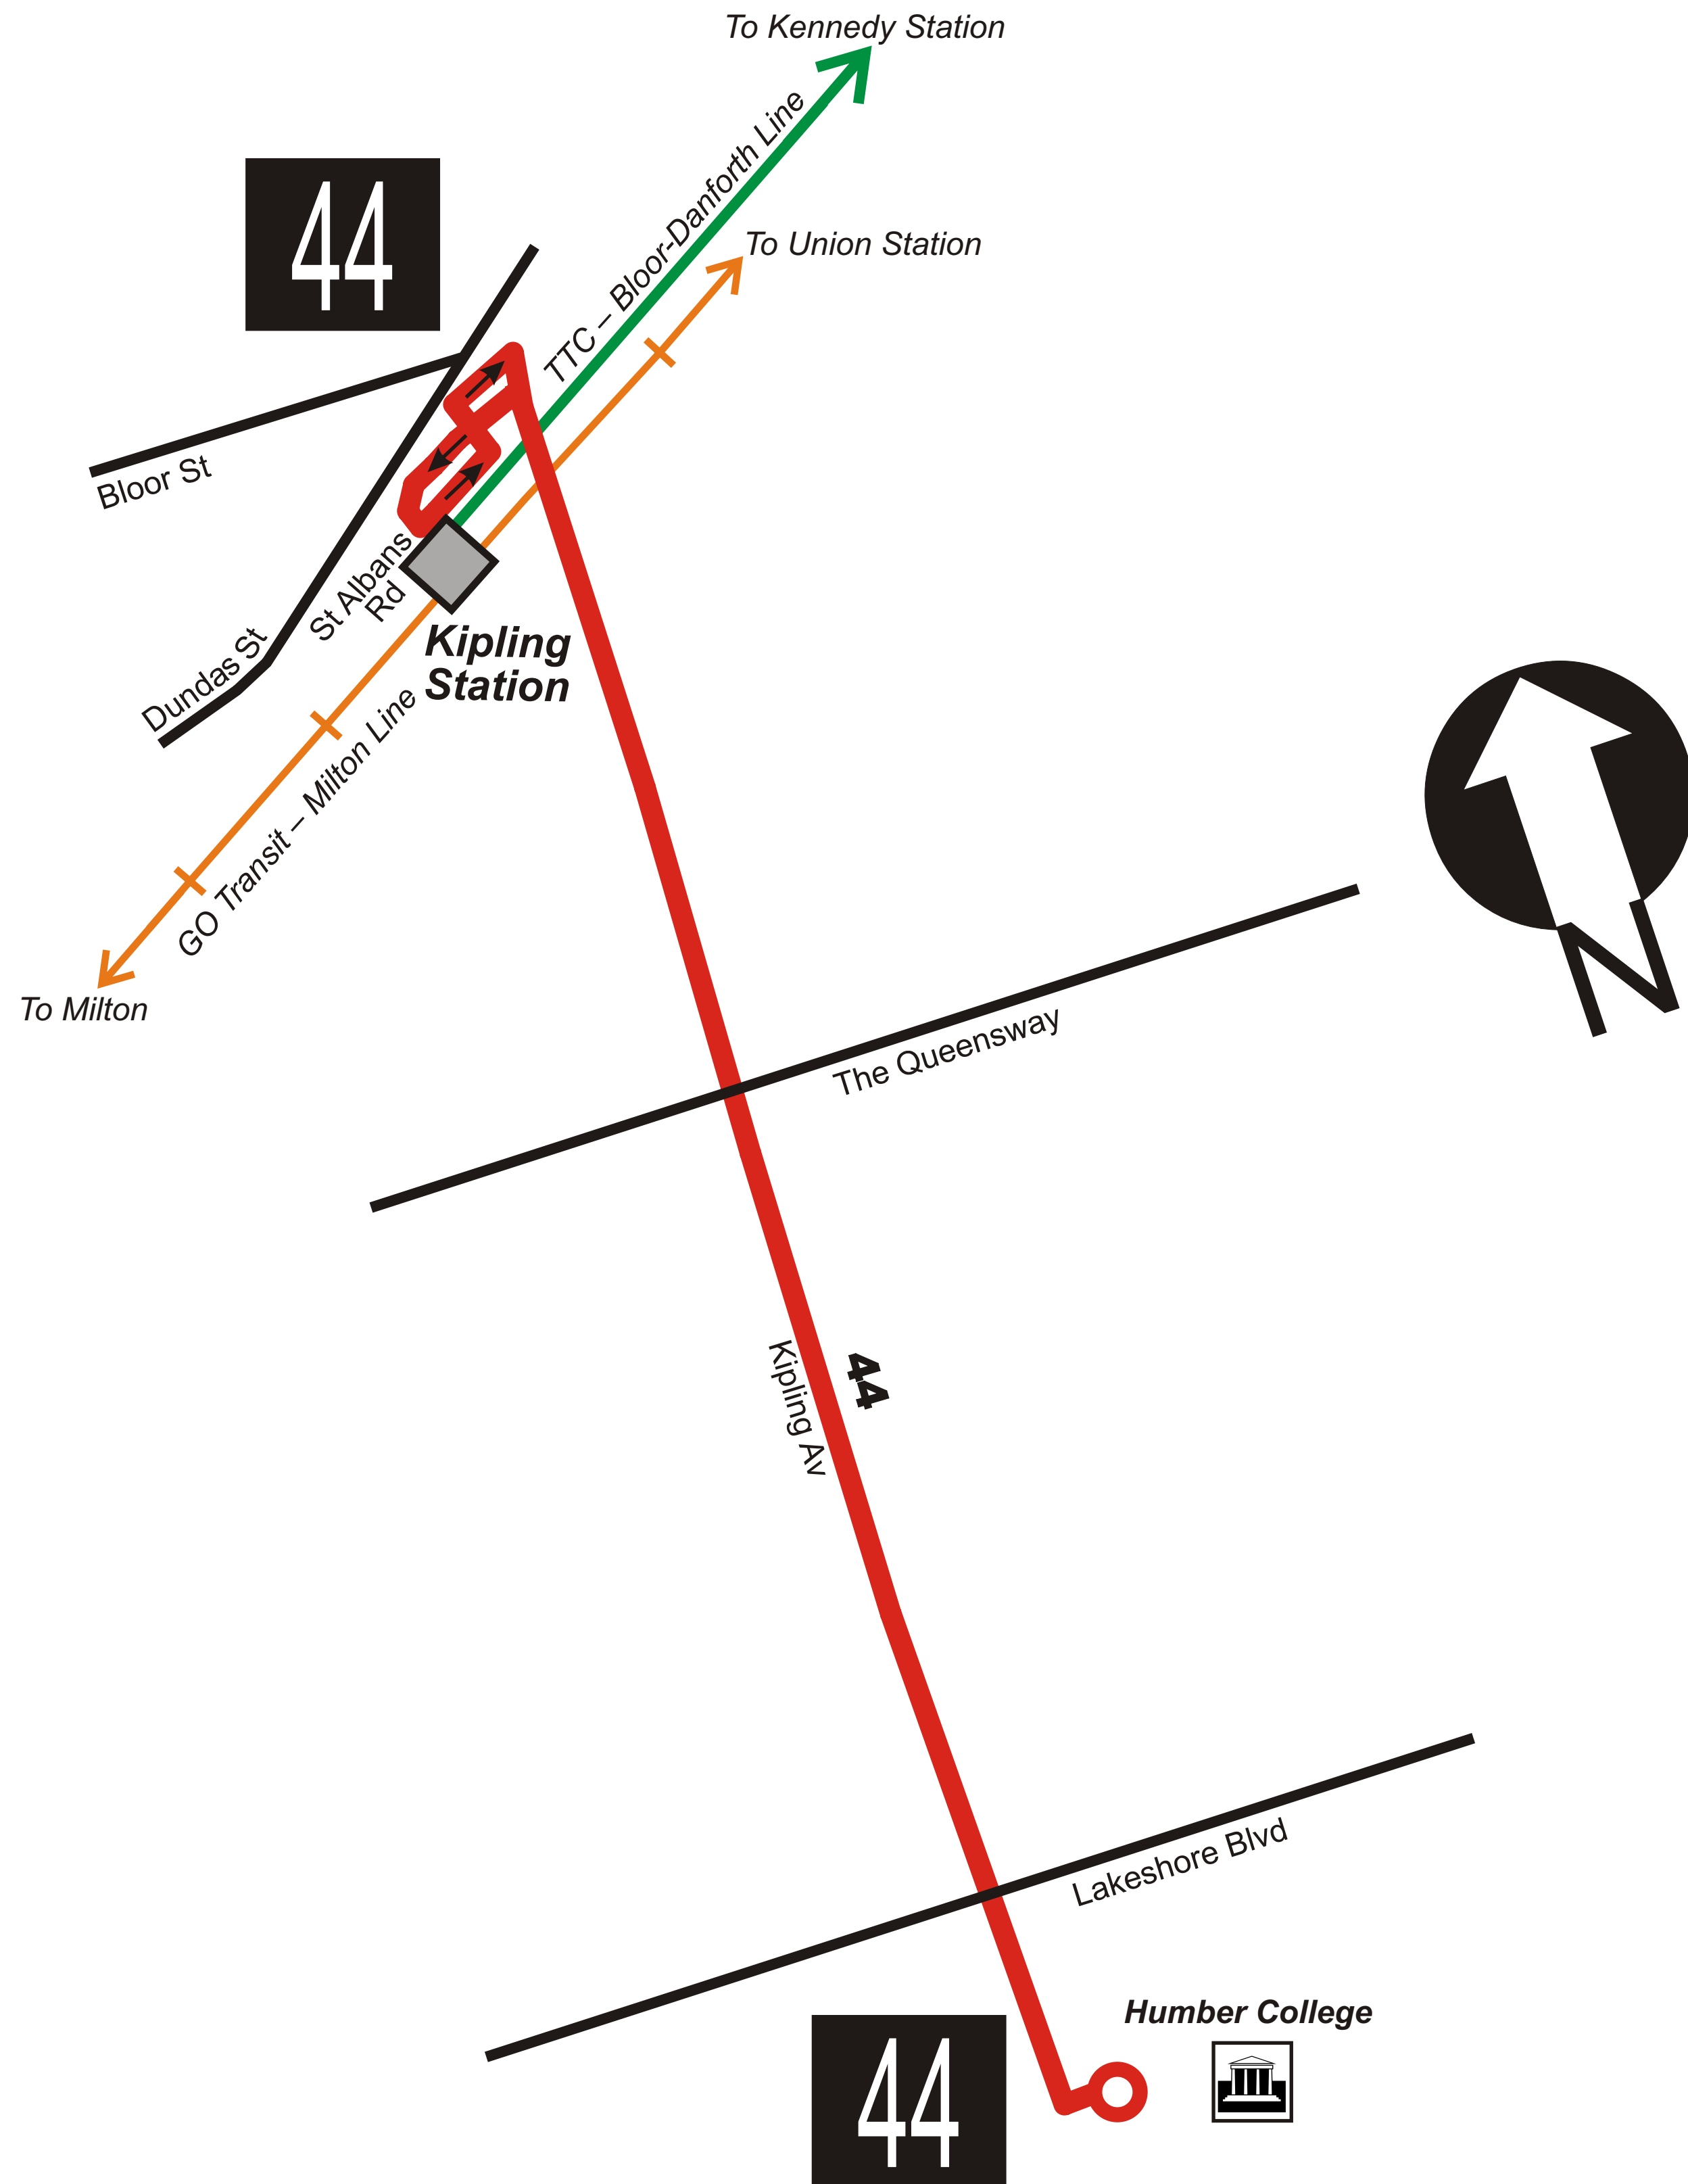 To Kennedy Station
TTC – Bloor-Danforth Line
44
To Union Station
Bloor St
St Albans
Rd
Dundas St
Kipling
Station
GO Transit – Milton Line
To Milton
N
The Queensway
Kipling Av
44
Lakeshore Blvd
Humber College
44